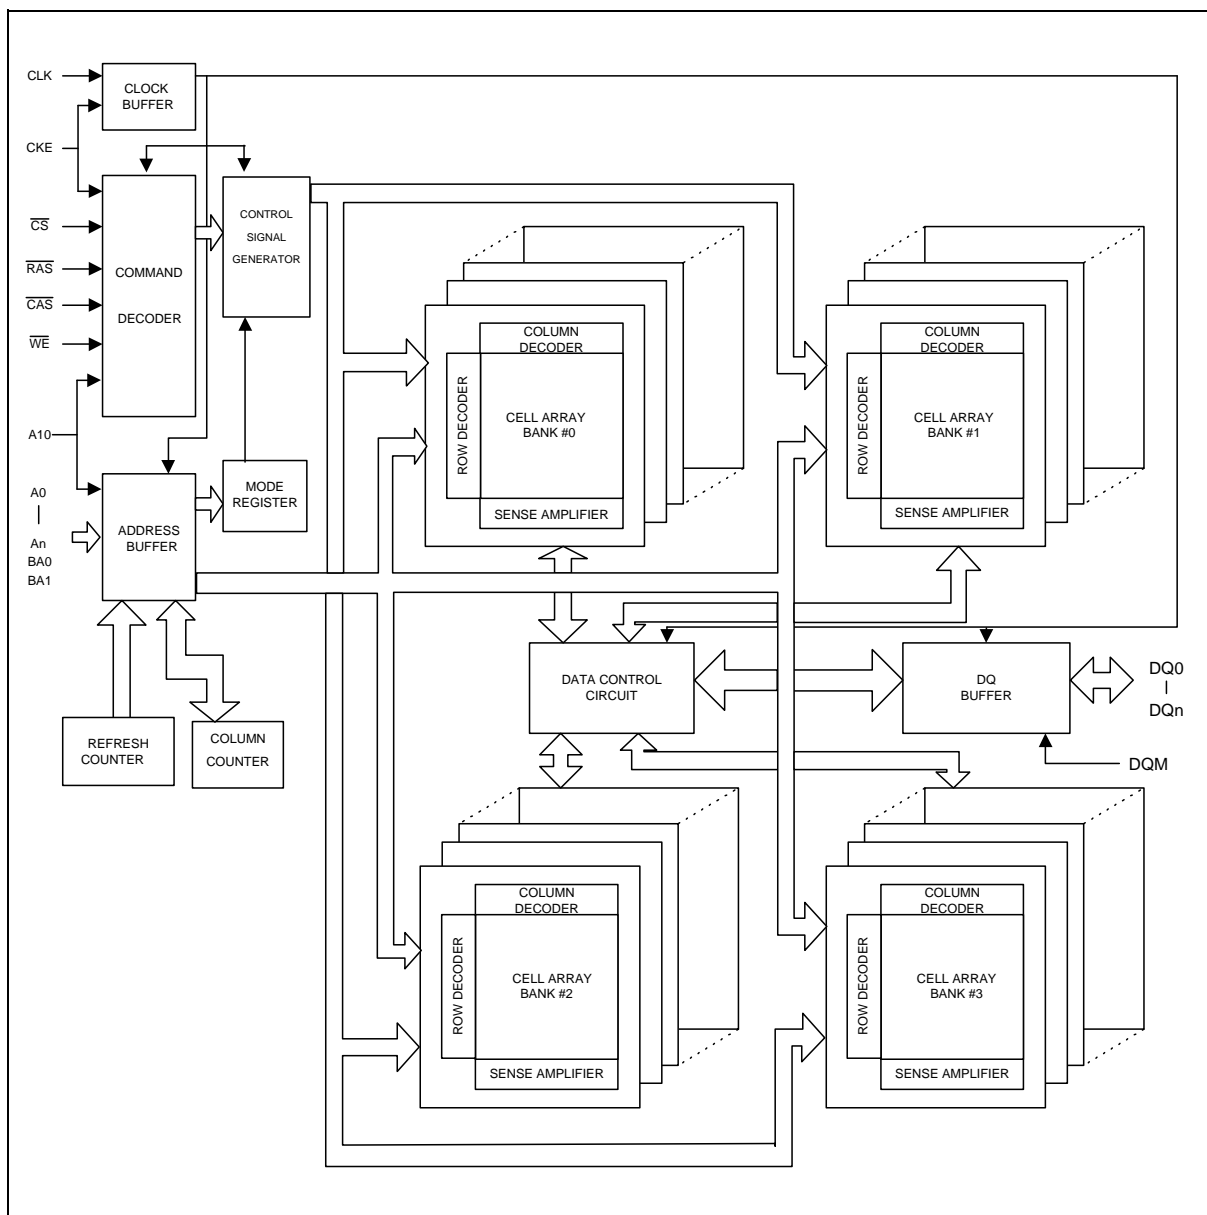 CLK
CLOCK
BUFFER
CKE
CS
RAS
CAS
WE
COMMAND
DECODER
CONTROL
SIGNAL
GENERATOR
A10
A0
An
BA0
BA1
ADDRESS
BUFFER
MODE
REGISTER
REFRESH
COUNTER
COLUMN
COUNTER
COLUMN
DECODER
ROW DECODER
CELL ARRAY
BANK #0
SENSE AMPLIFIER
COLUMN
DECODER
ROW DECODER
CELL ARRAY
BANK #1
SENSE AMPLIFIER
DATA CONTROL
CIRCUIT
DQ
BUFFER
DQ0
DQn
DQM
COLUMN
DECODER
ROW DECODER
CELL ARRAY
BANK #2
SENSE AMPLIFIER
COLUMN
DECODER
ROW DECODER
CELL ARRAY
BANK #3
SENSE AMPLIFIER